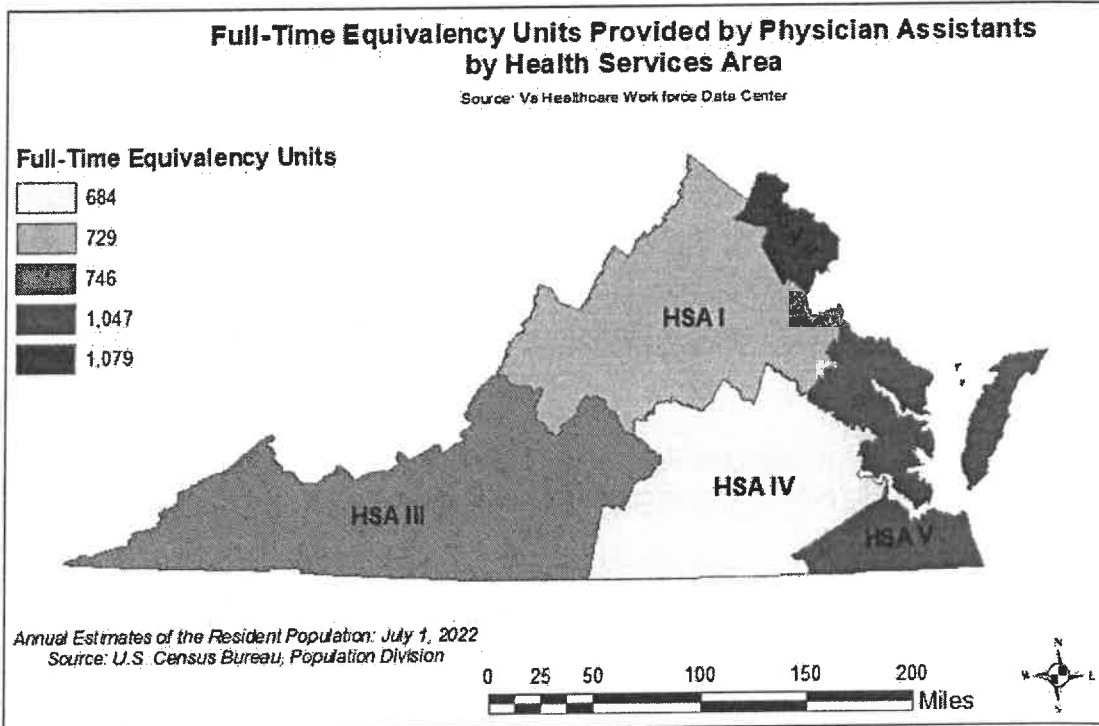 Full-Time Equivalency Units Provided by Physician Assistants
by Health Services Area
Source: Va Healthcare Work force Data Center
Full-Time Equivalency Units
684
729
746
1,047
1,079
HSA I
HSA III
HSA IV
HSA V
Annual Estimates of the Resident Population: July 1, 2022
Source: U.S. Census Bureau, Population Division
0 25 50 100 150 200
Miles
N
S